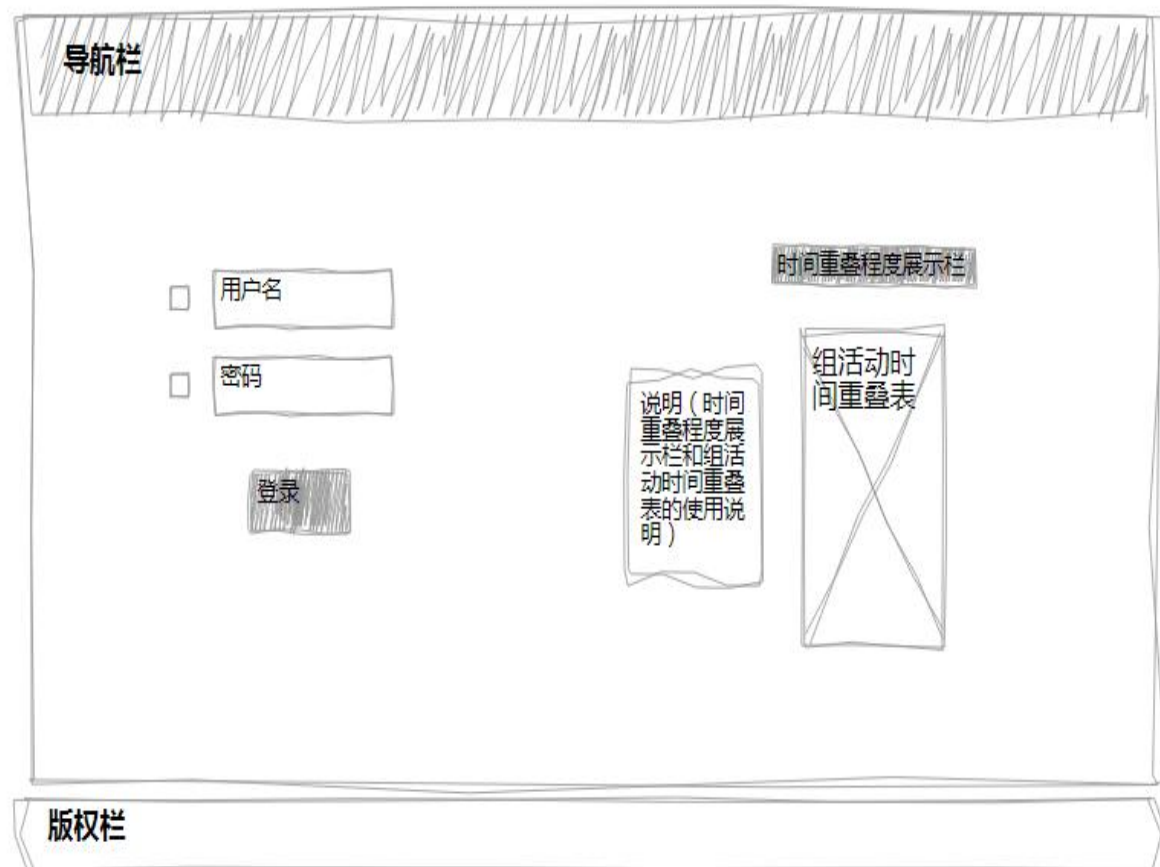 导航栏
用户名
密码
登录
时间重叠程度展示栏
说明（时间
重叠程度展
示栏和组活
动时间重叠
表的使用说
明）
组活动时
间重叠表
版权栏